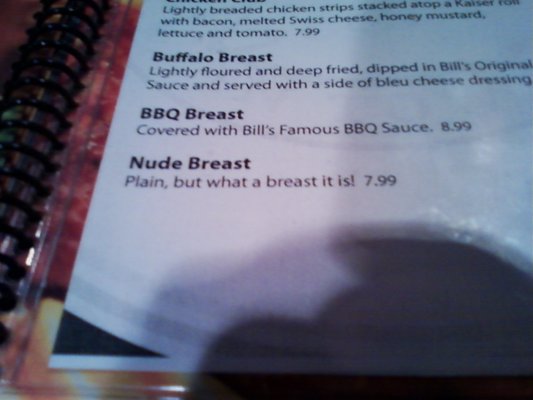 Chicken Club
Lightly breaded chicken strips stacked atop a Kaiser roll
with bacon, melted Swiss cheese, honey mustard,
lettuce and tomato. 7.99
Buffalo Breast
Lightly floured and deep fried, dipped in Bill's Original
Sauce and served with a side of bleu cheese dressing
BBQ Breast
Covered with Bill's Famous BBQ Sauce. 8.99
Nude Breast
Plain, but what a breast it is! 7.99